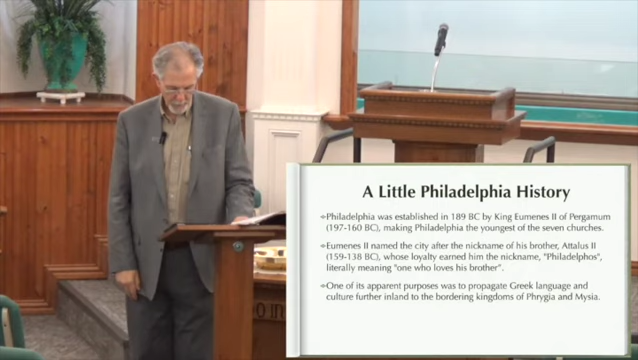 A Little Philadelphia History
Philadelphia was established in 189 BC by King Eumenes II of Pergamum
(197-160 BC), making Philadelphia the youngest of the seven churches.
Eumenes II named the city after the nickname of his brother, Attalus II
(159-138 BC), whose loyalty earned him the nickname, "Philadelphos",
literally meaning "one who loves his brother".
One of its apparent purposes was to propagate Greek language and
culture further inland to the bordering kingdoms of Phrygia and Mysia.
DO IN